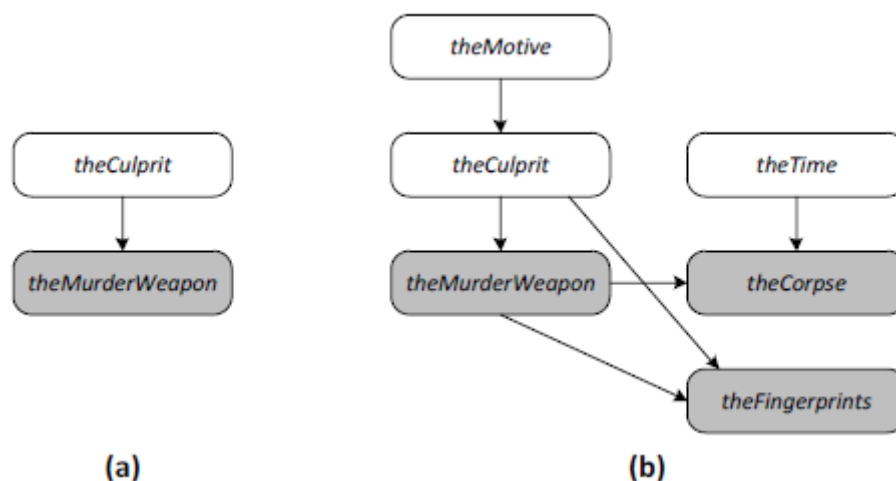 theMotive
theCulprit
theCulprit
theTime
theMurderWeapon
theMurderWeapon
theCorpse
theFingerprints
(a)
(b)